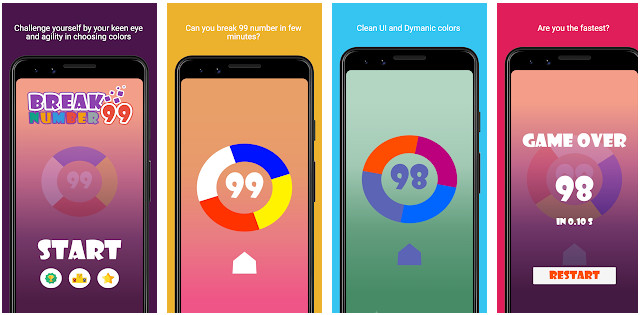 Challenge yourself by your keen eye
and agility in choosing colors
BREAK
NUMBER 99
99
START
Can you break 99 number in few
minutes?
99
Clean UI and Dymanic colors
98
Are you the fastest?
GAME OVER
98
IN 0.10 S
RESTART